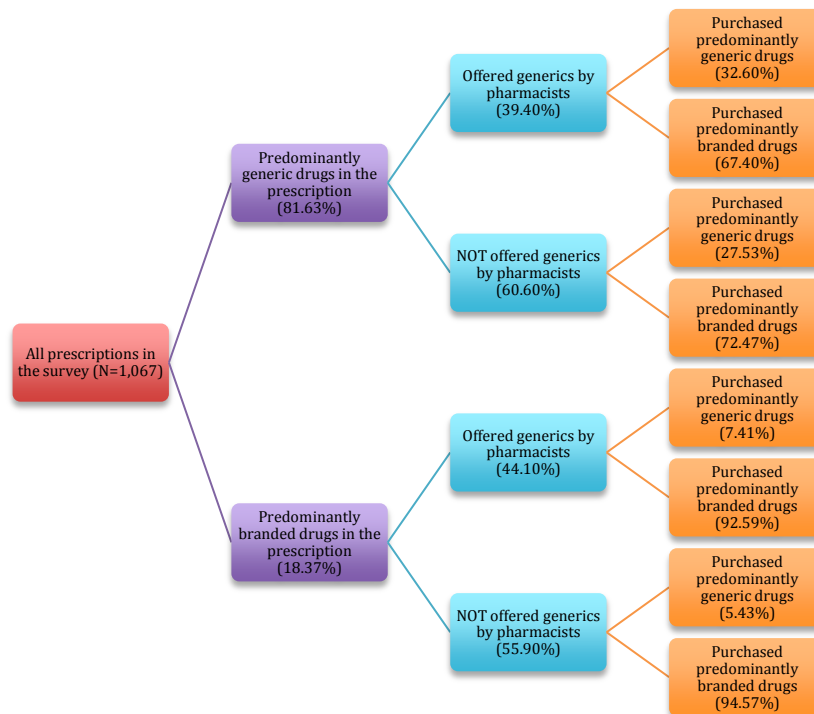 All prescriptions in
the survey (N=1,067)
Predominantly
generic drugs in the
prescription
(81.63%)
Offered generics by
pharmacists
(39.40%)
Purchased
predominantly
generic drugs
(32.60%)
Purchased
predominantly
branded drugs
(67.40%)
NOT offered generics
by pharmacists
(60.60%)
Purchased
predominantly
generic drugs
(27.53%)
Purchased
predominantly
branded drugs
(72.47%)
Predominantly
branded drugs in the
prescription
(18.37%)
Offered generics by
pharmacists
(44.10%)
Purchased
predominantly
generic drugs
(7.41%)
Purchased
predominantly
branded drugs
(92.59%)
NOT offered generics
by pharmacists
(55.90%)
Purchased
predominantly
generic drugs
(5.43%)
Purchased
predominantly
branded drugs
(94.57%)